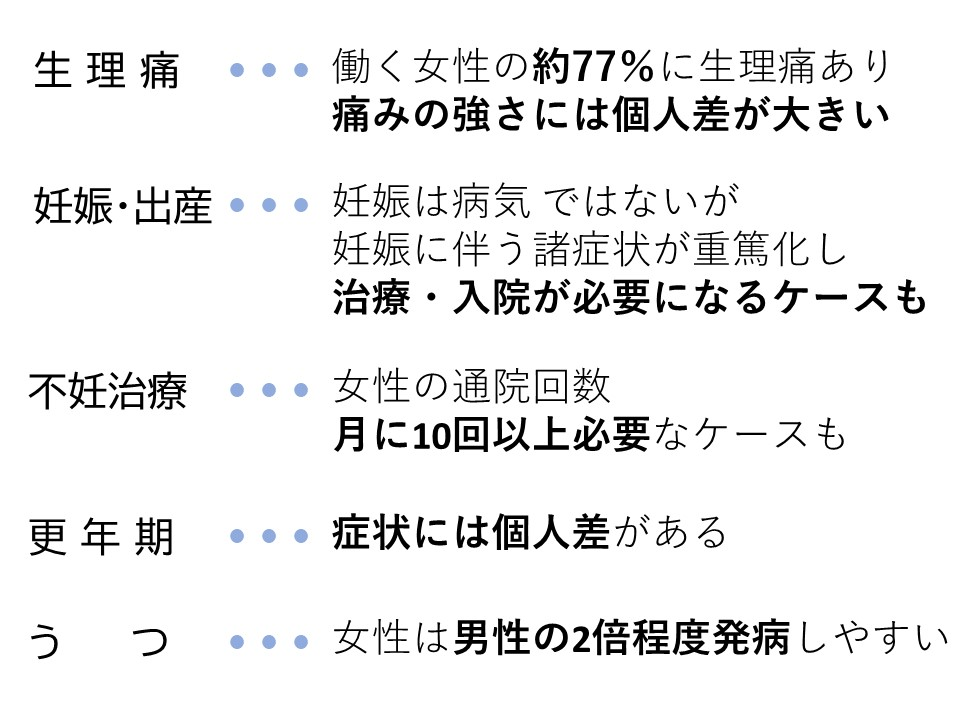 生理痛 ・・・ 働く女性の約77%に生理痛あり
痛みの強さには個人差が大きい
妊娠・出産 ・・・ 妊娠は病気 ではないが
妊娠に伴う諸症状が重篤化し
治療・入院が必要になるケースも
不妊治療 ・・・ 女性の通院回数
月に10回以上必要なケースも
更年期 ・・・ 症状には個人差がある
うつ ・・・ 女性は男性の2倍程度発病しやすい